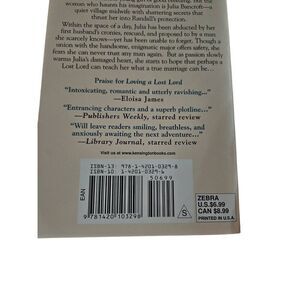 woman who haunts his imagination is Julia Bancroft—a
quiet village midwife with shattering secrets that
thrust her into Randall's protection.
Within the space of a day, Julia has been abducted by her
first husband's cronies, rescued, and proposed to by a man
she scarcely knows—yet has been unable to forget. Though a
union with the handsome, enigmatic major offers safety, she
fears she can never trust any man again. But as passion slowly
warms Julia's damaged heart, she starts to hope that perhaps a
Lost Lord can teach her what a true marriage can be...
Praise for Loving a Lost Lord
"Intoxicating, romantic and utterly ravishing..."
—Eloisa James
"Entrancing characters and a superb plotline..."
—Publishers Weekly, starred review
"Will leave readers smiling, breathless, and
anxiously awaiting the next adventure..."
—Library Journal, starred review
Visit us at www.kensingtonbooks.com
ISBN-13: 978-1-4201-0329-8
ISBN-10: 1-4201-0329-6
50699
EAN
9 781420 103298
S
ZEBRA
U.S.$6.99
CAN $8.99
PRINTED IN U.S.A.